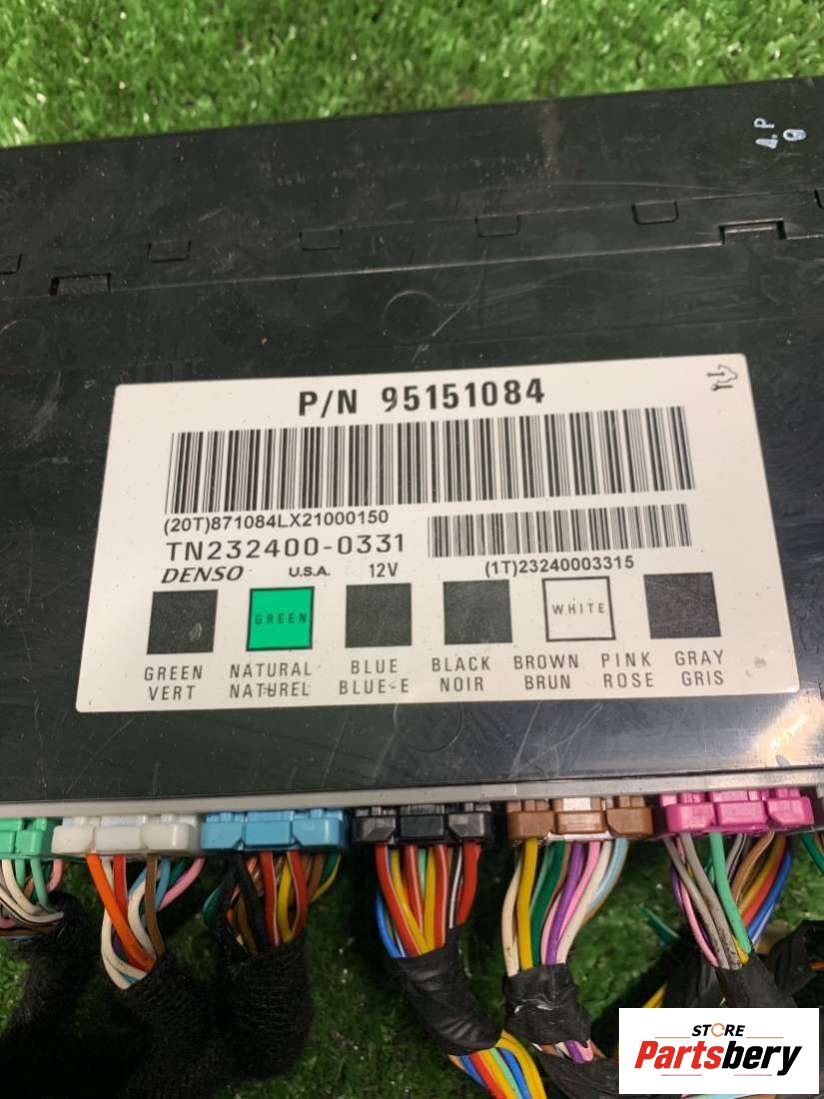 P/N 95151084
(20T)871084LX21000150
TN232400-0331
(1T)23240003315
DENSO U.S.A. 12V
GREEN
WHITE
GREEN NATURAL BLUE BLACK BROWN PINK GRAY
VERT NATUREL BLUE-E NOIR BRUN ROSE GRIS
STORE
Partsbery